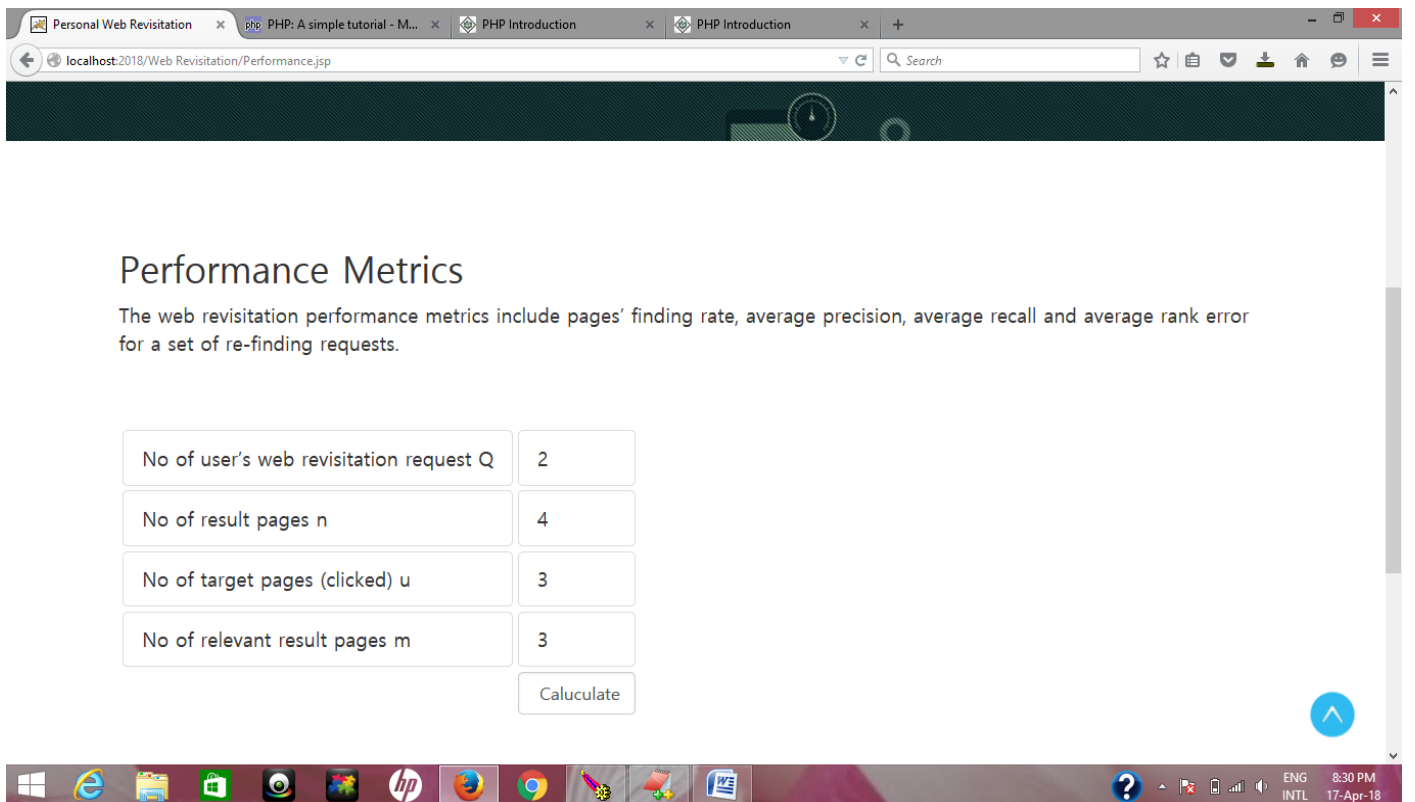 Personal Web Revisitation
PHP: A simple tutorial - M...
PHP Introduction
PHP Introduction
localhost:2018/Web Revisitation/Performance.jsp
Search
Performance Metrics
The web revisitation performance metrics include pages’ finding rate, average precision, average recall and average rank error
for a set of re-finding requests.
No of user’s web revisitation request Q 2
No of result pages n 4
No of target pages (clicked) u 3
No of relevant result pages m 3
Caluculate
ENG 8:30 PM
INTL 17-Apr-18